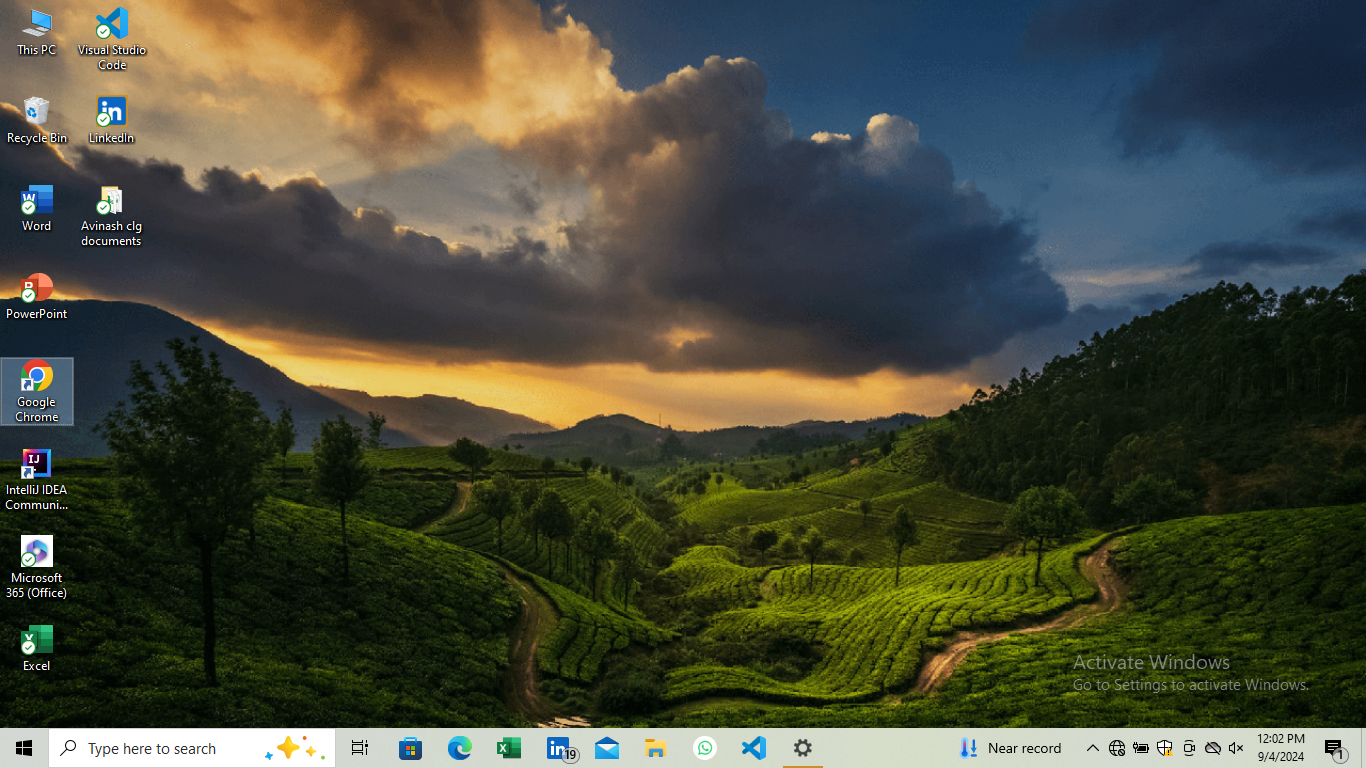 This PC
Visual Studio
Code
Recycle Bin
LinkedIn
Word
Avinash clg
documents
PowerPoint
Google
Chrome
IJ
IntelliJ IDEA
Communi...
Microsoft
365 (Office)
Excel
Activate Windows
Go to Settings to activate Windows.
Type here to search
19
Near record
12:02 PM
9/4/2024
1